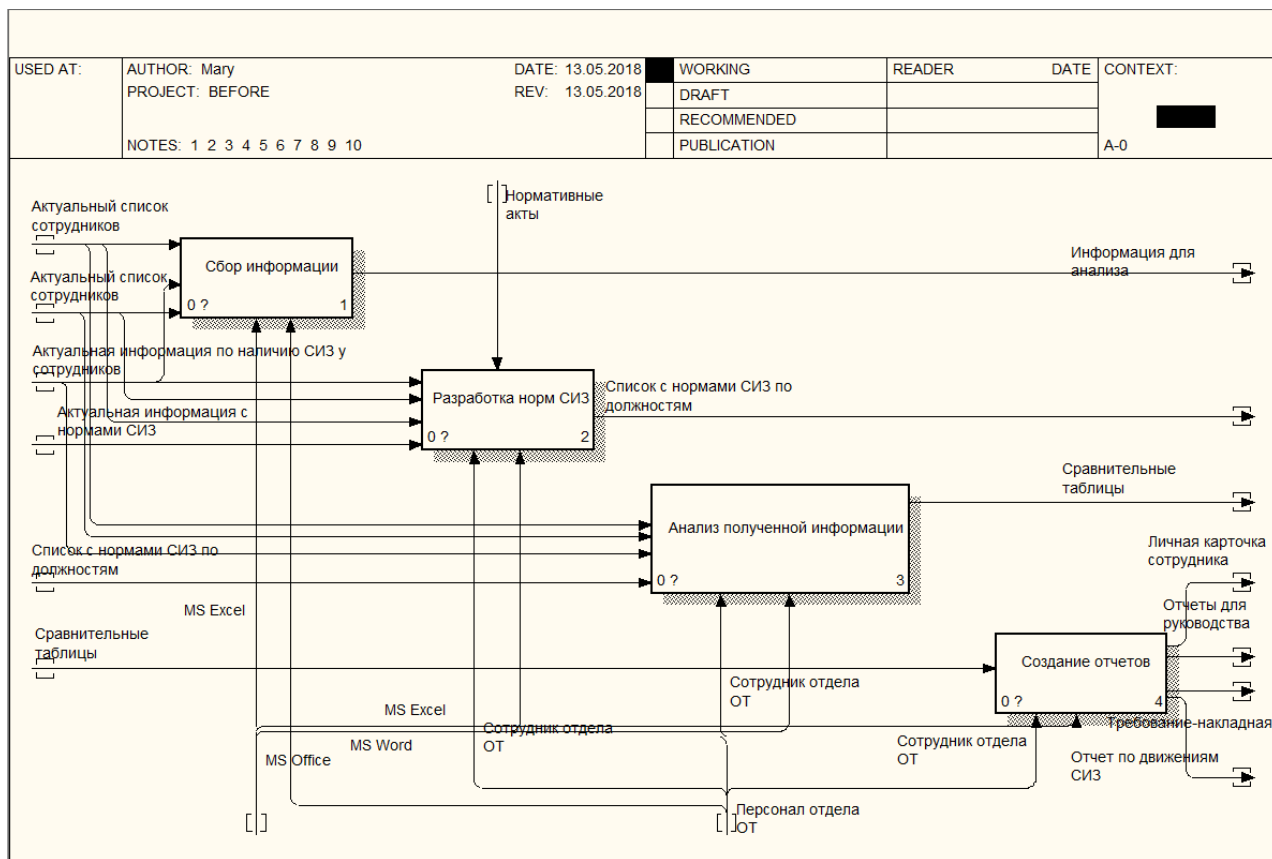 USED AT:
AUTHOR: Mary
DATE: 13.05.2018
WORKING
READER
DATE
CONTEXT:
PROJECT: BEFORE
REV: 13.05.2018
DRAFT
RECOMMENDED
NOTES: 1 2 3 4 5 6 7 8 9 10
PUBLICATION
A-0
Нормативные
акты
Актуальный список
сотрудников
Сбор информации
0 ?
1
Информация для
анализа
Актуальный список
сотрудников
Актуальная информация по наличию СИЗ у
сотрудников
Разработка норм СИЗ
0 ?
2
Список с нормами СИЗ по
должностям
Актуальная информация с
нормами СИЗ
Сравнительные
таблицы
Анализ полученной информации
0 ?
3
Список с нормами СИЗ по
должностям
Личная карточка
сотрудника
MS Excel
Отчеты для
руководства
Сравнительные
таблицы
Создание отчетов
0 ?
4
Сотрудник отдела
ОТ
MS Excel
Сотрудник отдела
ОТ
Требование-накладная
MS Word
Сотрудник отдела
ОТ
MS Office
Отчет по движениям
СИЗ
Персонал отдела
ОТ